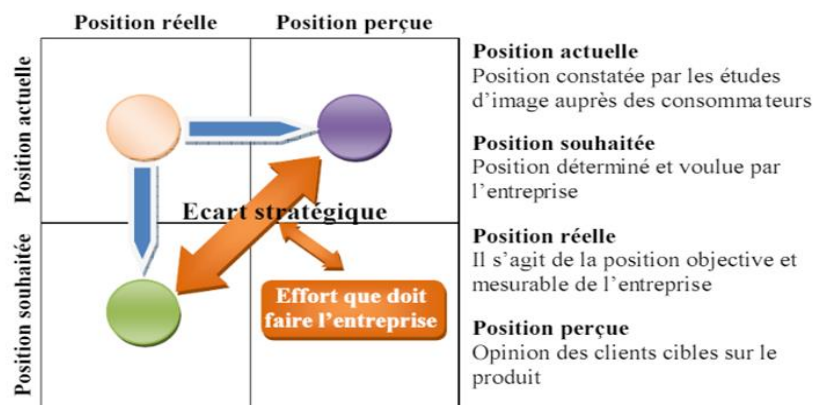 Position réelle
Position perçue
Position actuelle
Position souhaitée
Ecart stratégique
Effort que doit
faire l'entreprise
Position actuelle
Position constatée par les études
d'image auprès des consommateurs
Position souhaitée
Position déterminé et voulue par
l'entreprise
Position réelle
Il s'agit de la position objective et
mesurable de l'entreprise
Position perçue
Opinion des clients cibles sur le
produit